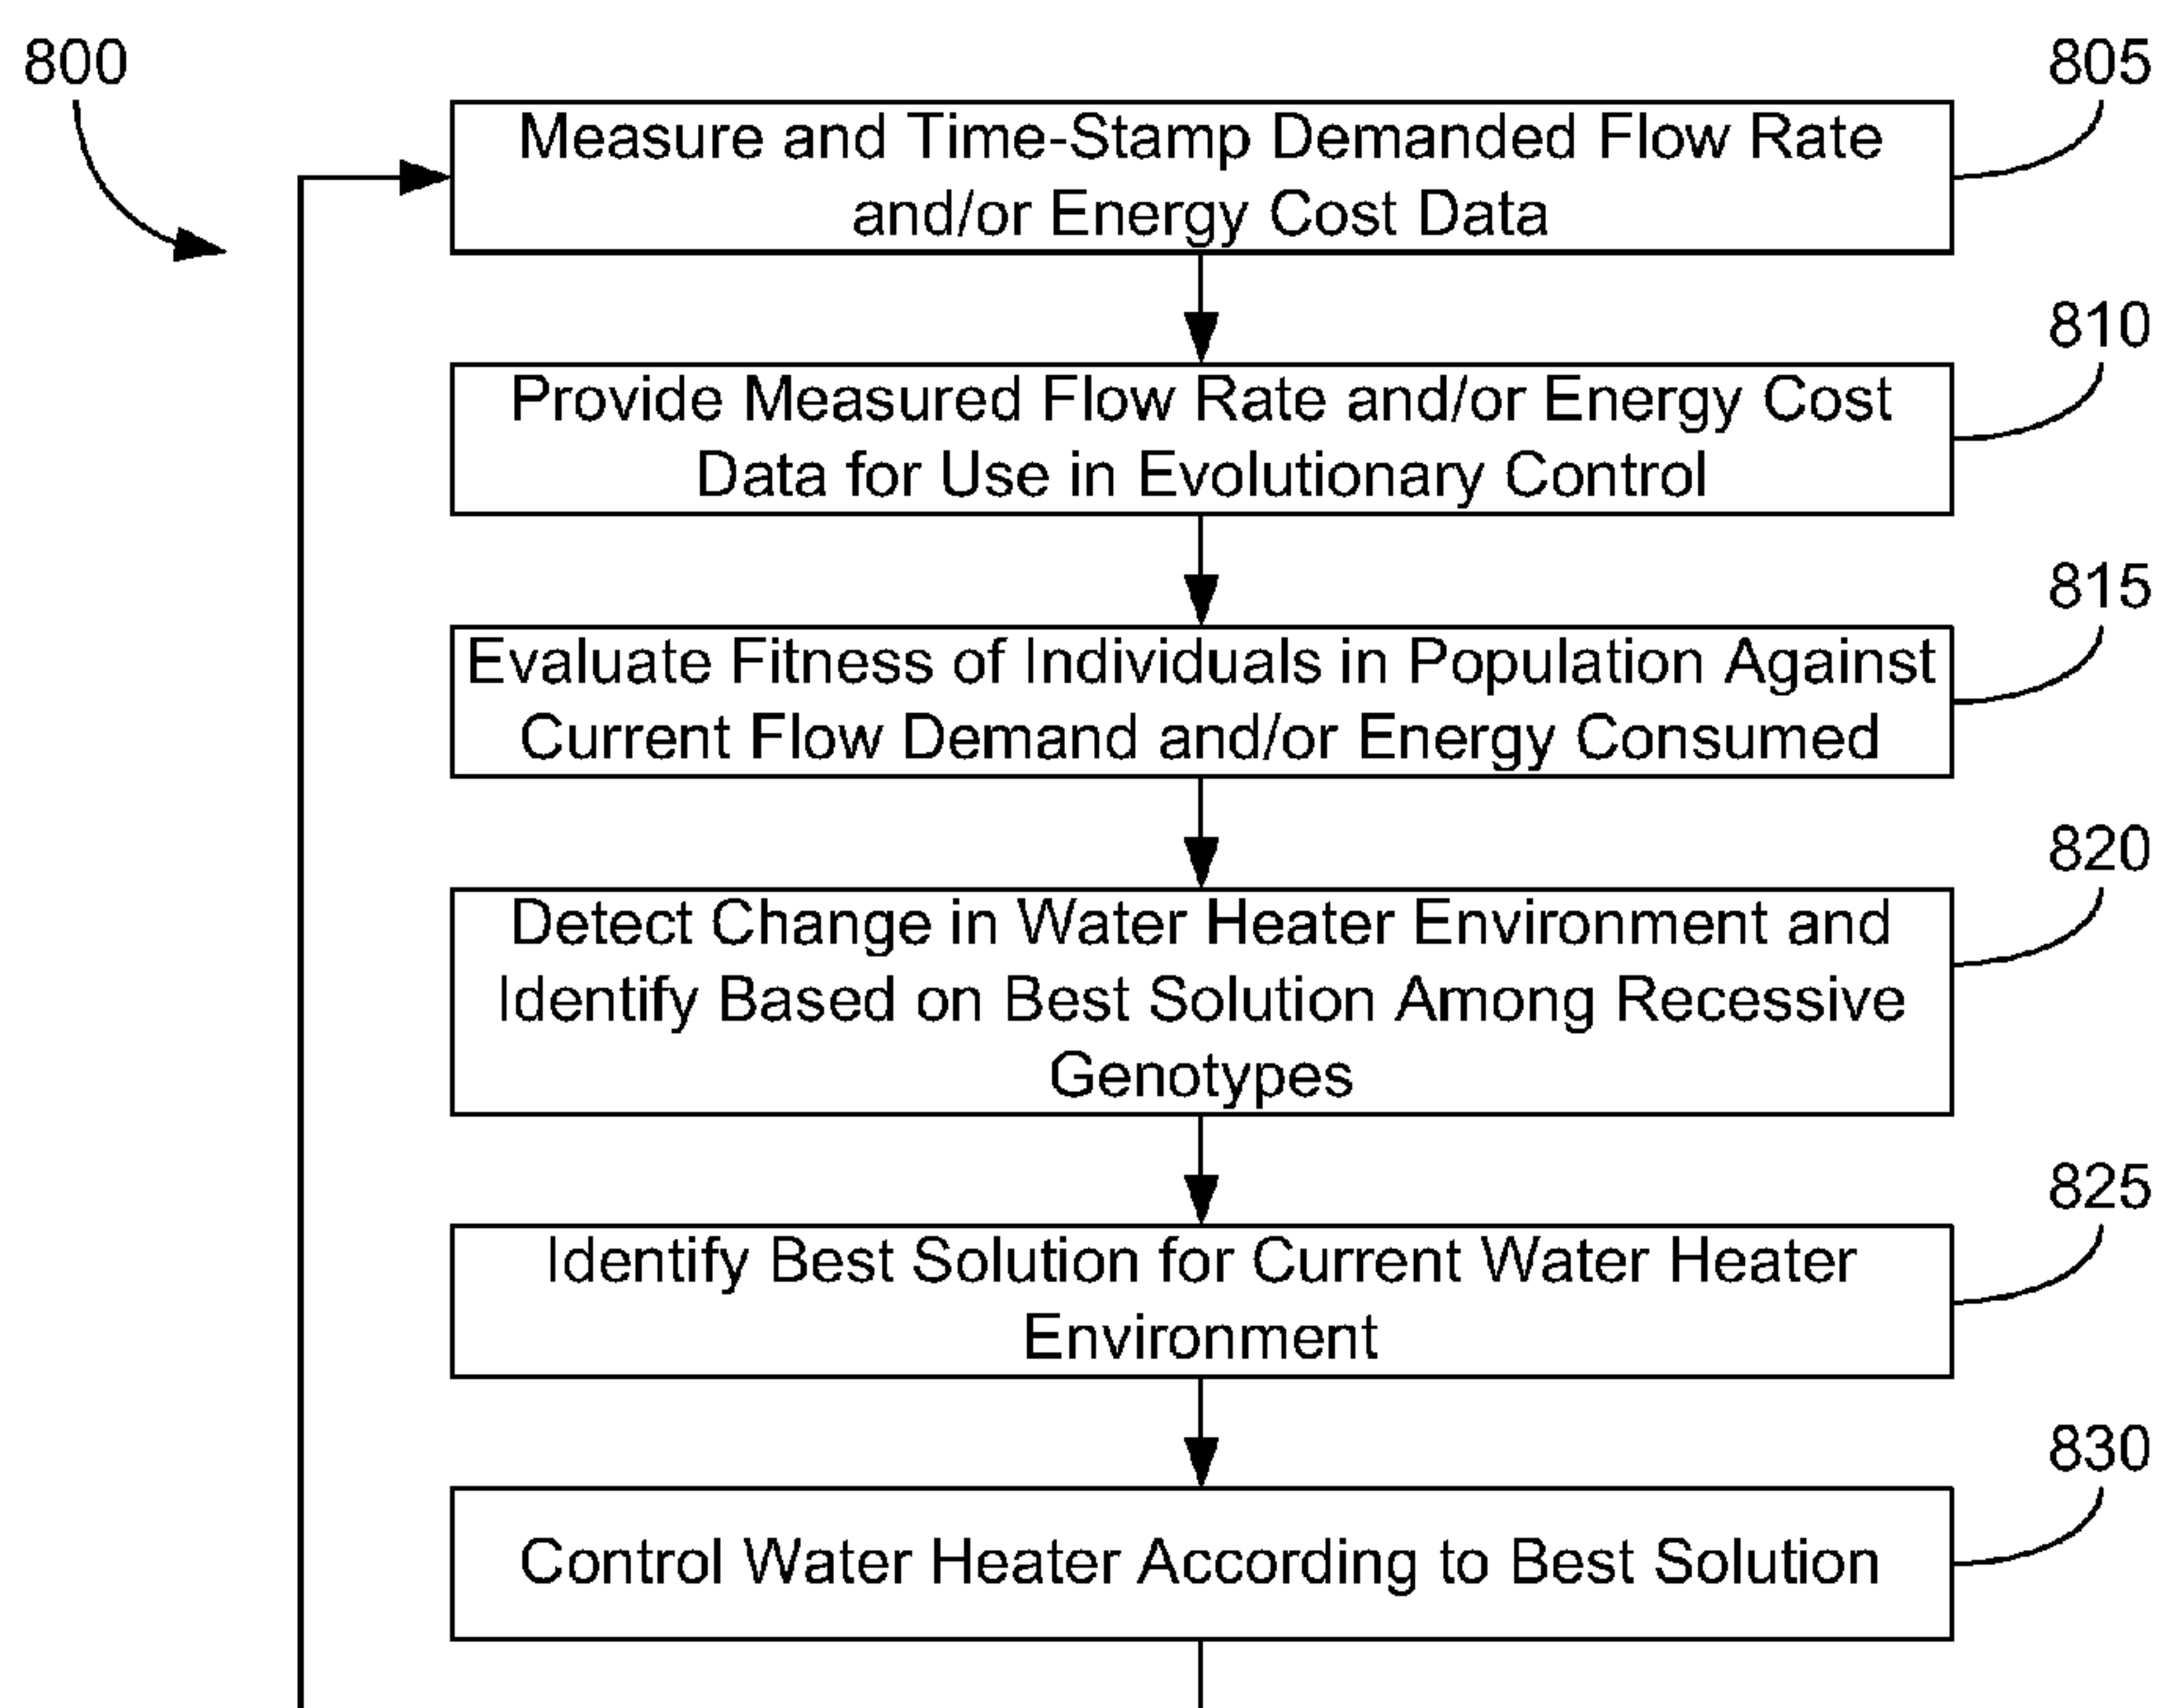 800
805
Measure and Time-Stamp Demanded Flow Rate
and/or Energy Cost Data
810
Provide Measured Flow Rate and/or Energy Cost
Data for Use in Evolutionary Control
815
Evaluate Fitness of Individuals in Population Against
Current Flow Demand and/or Energy Consumed
820
Detect Change in Water Heater Environment and
Identify Based on Best Solution Among Recessive
Genotypes
825
Identify Best Solution for Current Water Heater
Environment
830
Control Water Heater According to Best Solution